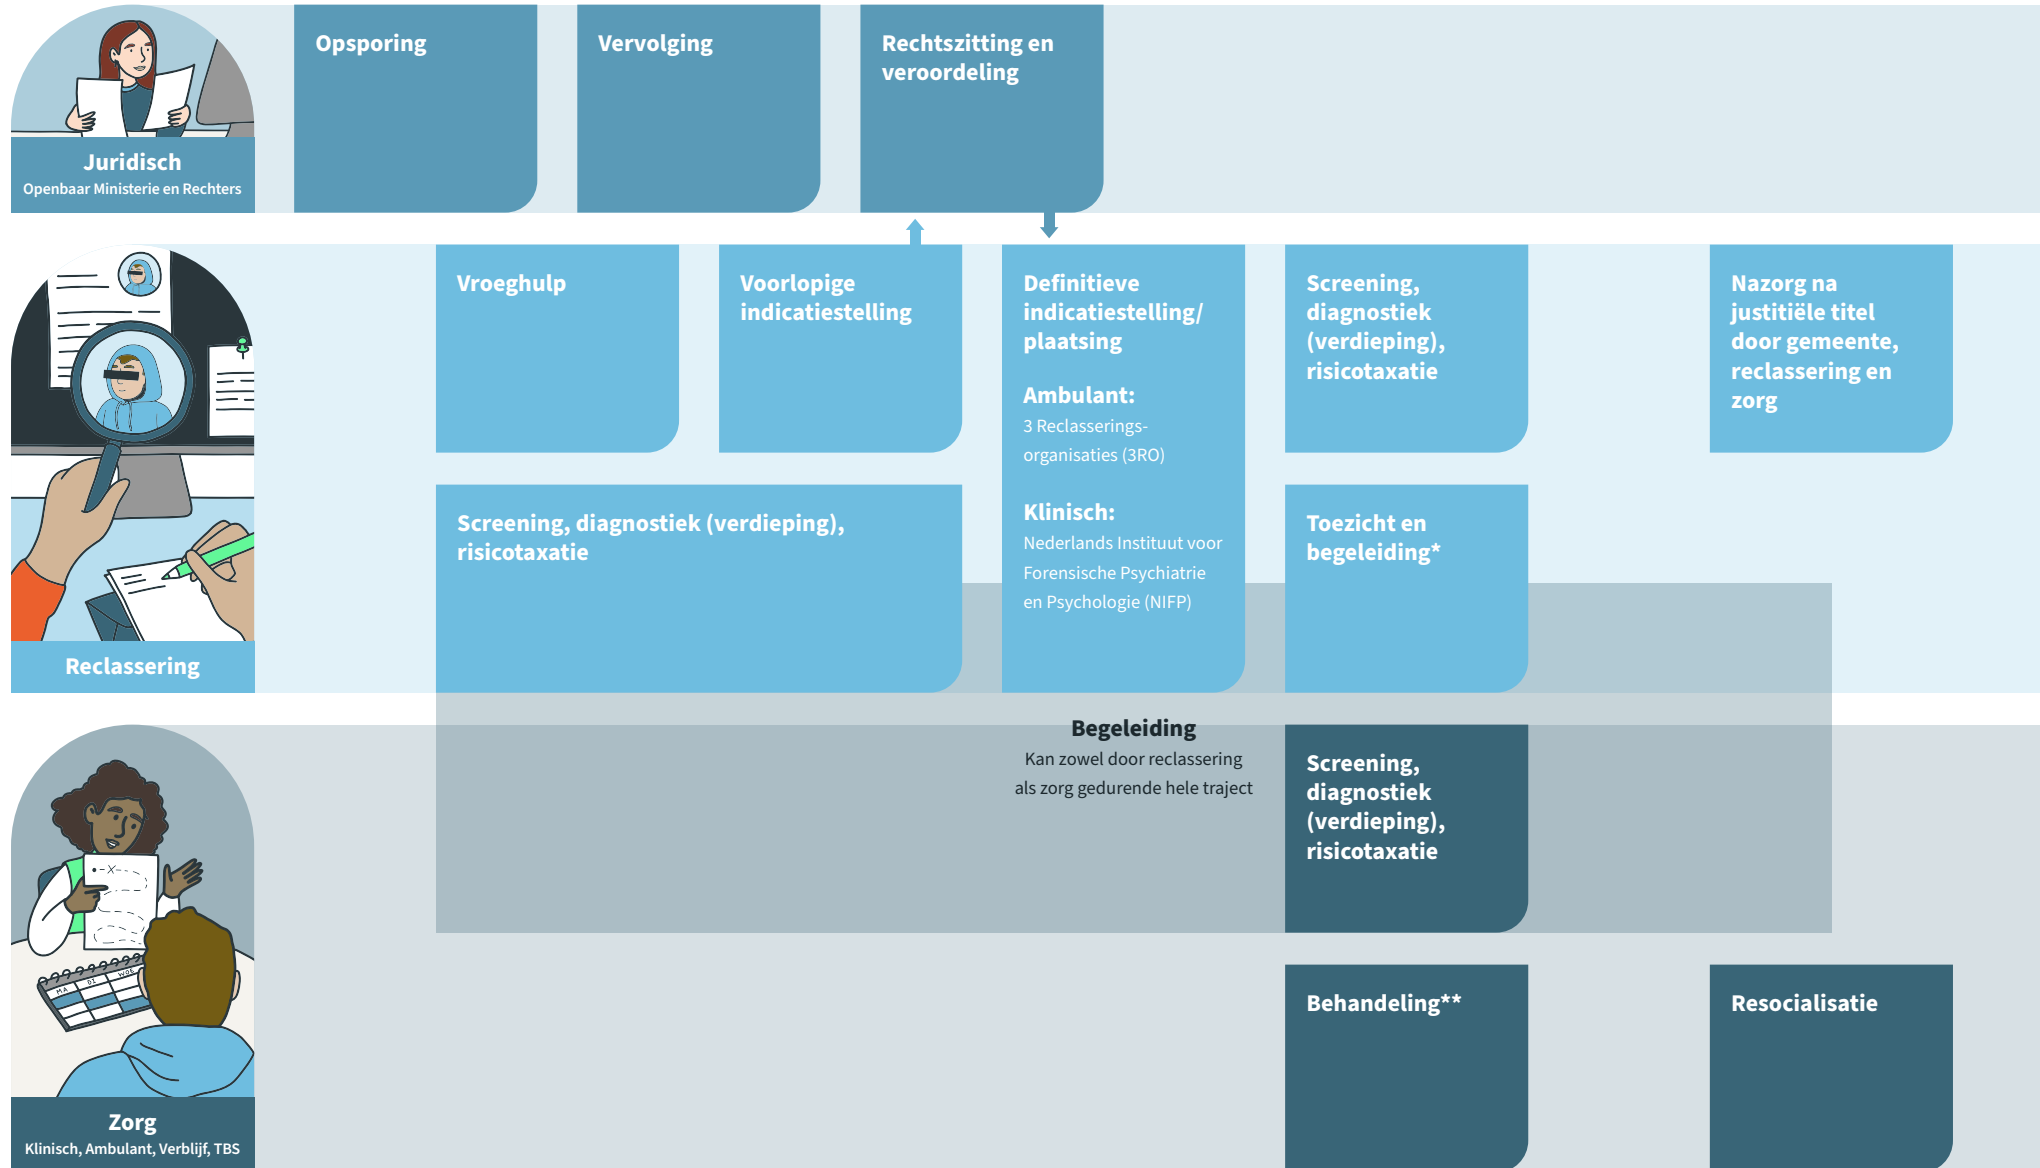 Opsporing
Vervolging
Rechtszitting en
veroordeling
Juridisch
Openbaar Ministerie en Rechters
Vroeghulp
Voorlopige
indicatiestelling
Definitieve
indicatiestelling/
plaatsing
Ambulant:
3 Reclasserings-
organisaties (3RO)
Klinisch:
Nederlands Instituut voor
Forensische Psychiatrie
en Psychologie (NIFP)
Screening,
diagnostiek
(verdieping),
risicotaxatie
Nazorg na
justitiële titel
door gemeente,
reclassering en
zorg
Screening, diagnostiek (verdieping),
risicotaxatie
Toezicht en
begeleiding*
Reclassering
Begeleiding
Kan zowel door reclassering
als zorg gedurende hele traject
Screening,
diagnostiek
(verdieping),
risicotaxatie
MA DI WOE
Behandeling**
Resocialisatie
Zorg
Klinisch, Ambulant, Verblijf, TBS